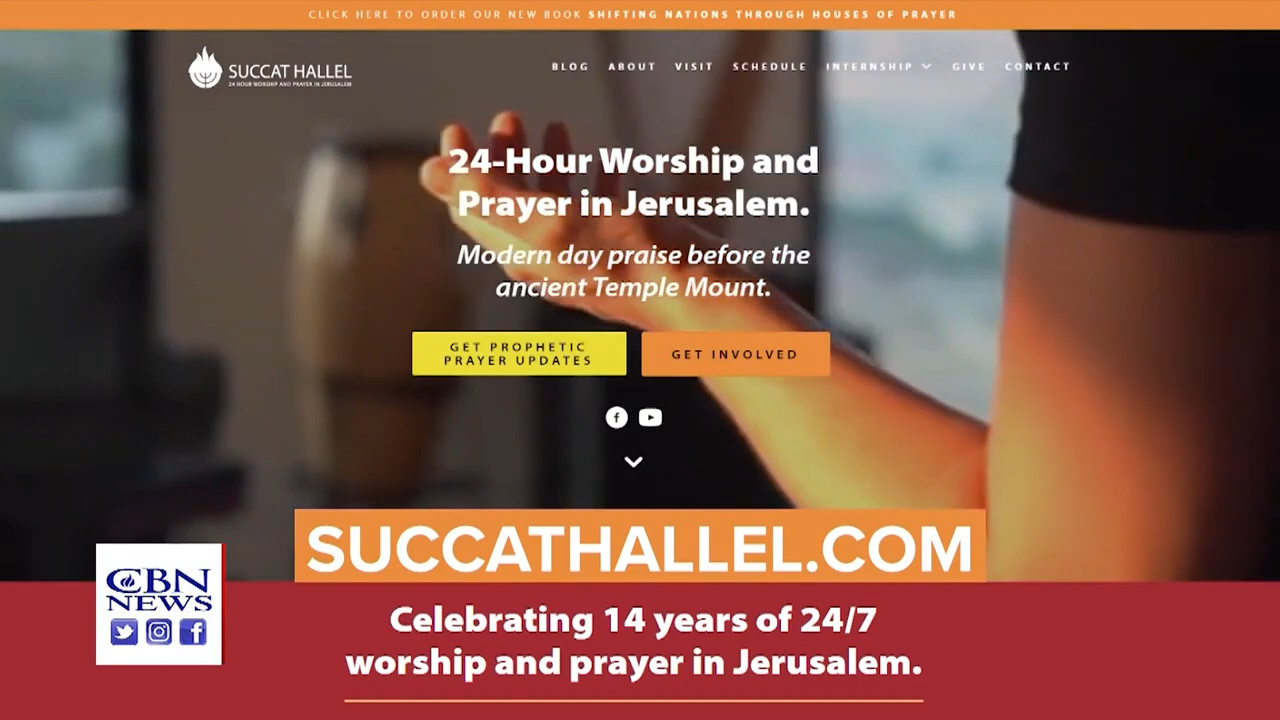 CLICK HERE TO ORDER OUR NEW BOOK SHIFTING NATIONS THROUGH HOUSES OF PRAYER
SUCCAT HALLEL
24 HOUR WORSHIP AND PRAYER IN JERUSALEM
BLOG ABOUT VISIT SCHEDULE INTERNSHIP GIVE CONTACT
24-Hour Worship and
Prayer in Jerusalem.
Modern day praise before the
ancient Temple Mount.
GET PROPHETIC
PRAYER UPDATES
GET INVOLVED
SUCCATHALLEL.COM
CBN
NEWS
Celebrating 14 years of 24/7
worship and prayer in Jerusalem.